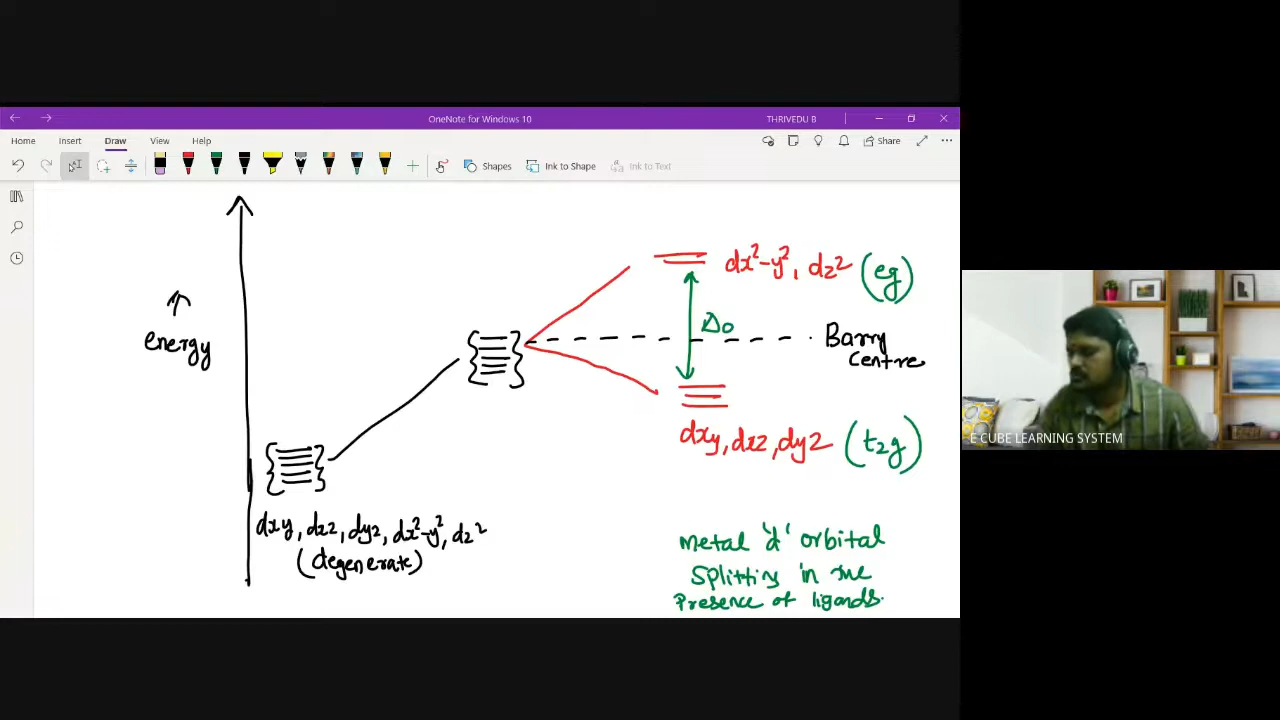 OneNote for Windows 10
THRIVEDU B
Home Insert Draw View Help
Share
Shapes
Ink to Shape
Ink to Text
energy
dxy, dxz, dyz, dx²-y², dz²
(degenerate)
dx²-y², dz² (eg)
Δo
Barry
Centre
dxy, dxz, dyz (t₂g)
Metal 'd' orbital
Splitting in the
Presence of ligands.
E CUBE LEARNING SYSTEM